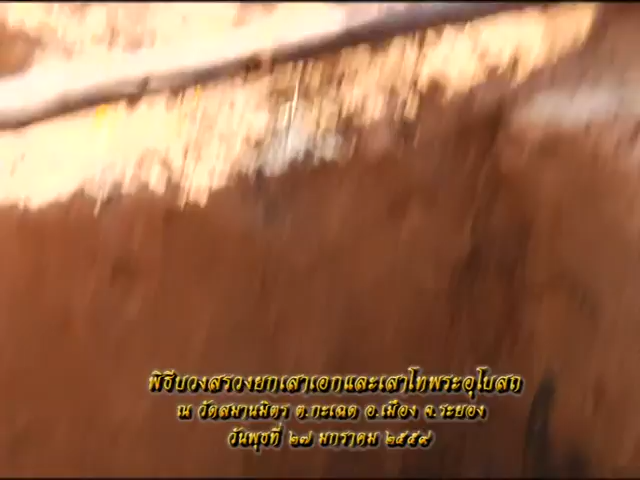 พิธีบวงสรวงยกเสาเอกและเสาโทพระอุโบสถ
ณ วัดสมานมิตร ต.กะเฉด อ.เมือง จ.ระยอง
วันพุธที่ ๒๗ มกราคม ๒๕๕๙